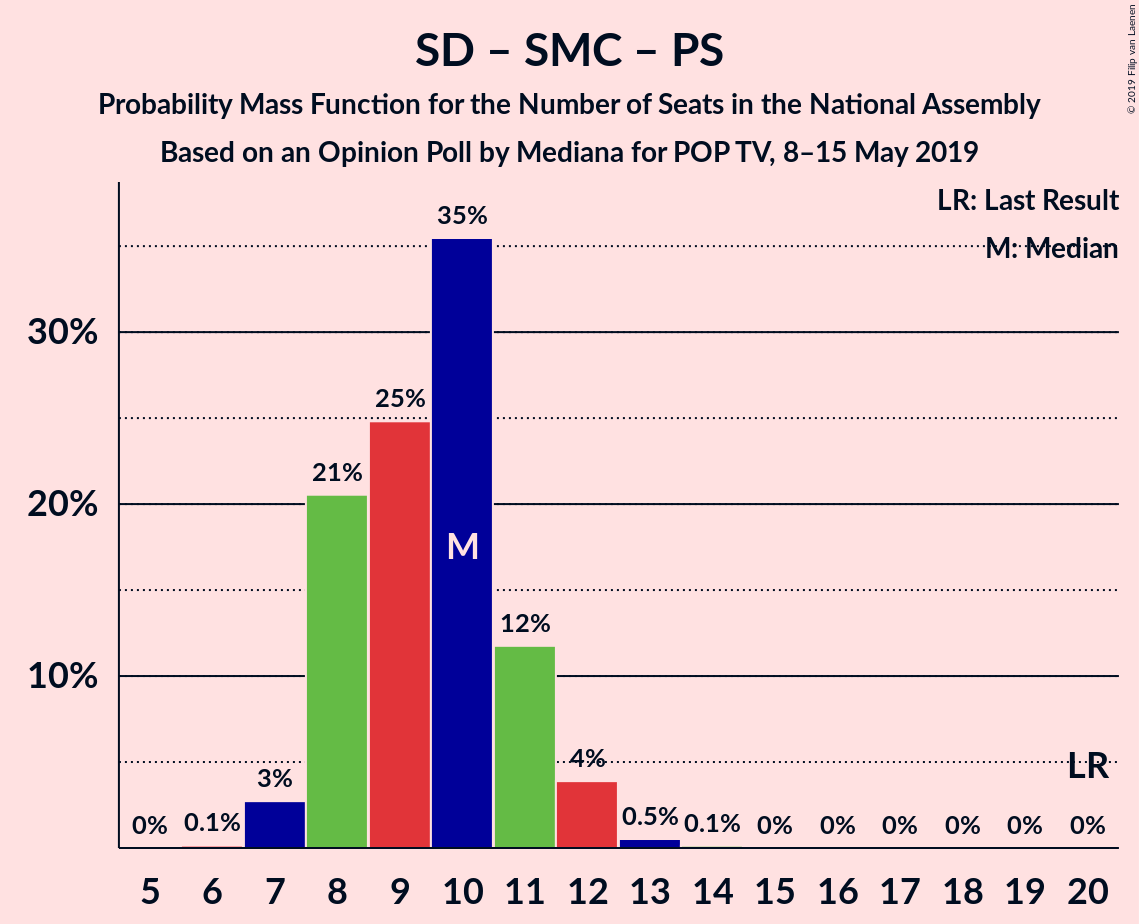 SD – SMC – PS
Probability Mass Function for the Number of Seats in the National Assembly
Based on an Opinion Poll by Mediana for POP TV, 8–15 May 2019
© 2019 Filip van Laenen
LR: Last Result
M: Median
35%
30%
25%
21%
20%
M
12%
10%
LR
4%
3%
0% 0.1% 0.5% 0.1% 0% 0% 0% 0% 0% 0%
5 6 7 8 9 10 11 12 13 14 15 16 17 18 19 20